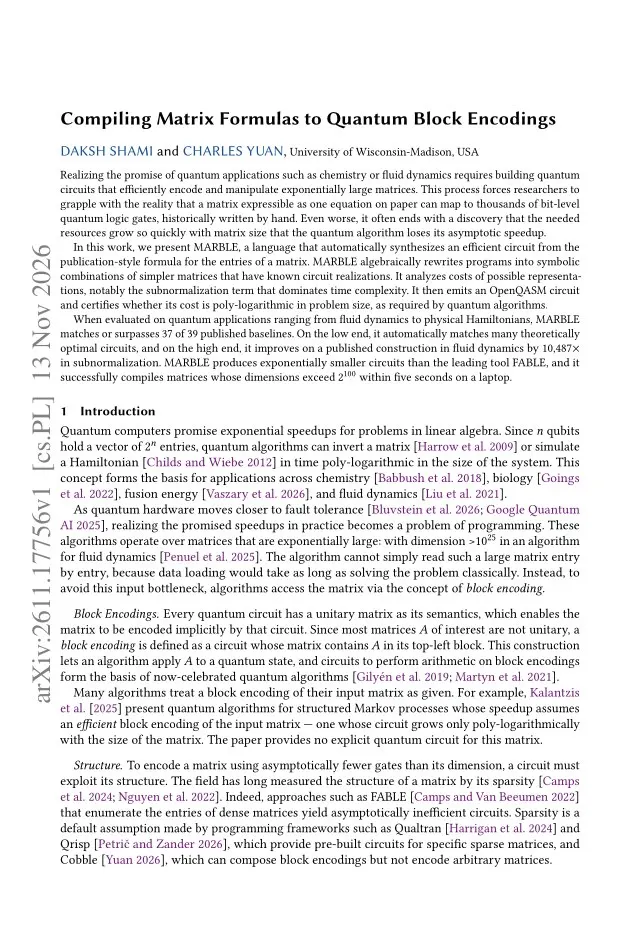 Compiling Matrix Formulas to Quantum Block Encodings
DAKSH SHAMI and CHARLES YUAN, University of Wisconsin-Madison, USA
Realizing the promise of quantum applications such as chemistry or fluid dynamics requires building quantum
circuits that efficiently encode and manipulate exponentially large matrices. This process forces researchers to
grapple with the reality that a matrix expressible as one equation on paper can map to thousands of bit-level
quantum logic gates, historically written by hand. Even worse, it often ends with a discovery that the needed
resources grow so quickly with matrix size that the quantum algorithm loses its asymptotic speedup.
In this work, we present MARBLE, a language that automatically synthesizes an efficient circuit from the
publication-style formula for the entries of a matrix. MARBLE algebraically rewrites programs into symbolic
combinations of simpler matrices that have known circuit realizations. It analyzes costs of possible representa-
tions, notably the subnormalization term that dominates time complexity. It then emits an OpenQASM circuit
and certifies whether its cost is poly-logarithmic in problem size, as required by quantum algorithms.
When evaluated on quantum applications ranging from fluid dynamics to physical Hamiltonians, MARBLE
matches or surpasses 37 of 39 published baselines. On the low end, it automatically matches many theoretically
optimal circuits, and on the high end, it improves on a published construction in fluid dynamics by 10,487×
in subnormalization. MARBLE produces exponentially smaller circuits than the leading tool FABLE, and it
successfully compiles matrices whose dimensions exceed 2^100 within five seconds on a laptop.
1 Introduction
Quantum computers promise exponential speedups for problems in linear algebra. Since n qubits
hold a vector of 2^n entries, quantum algorithms can invert a matrix [Harrow et al. 2009] or simulate
a Hamiltonian [Childs and Wiebe 2012] in time poly-logarithmic in the size of the system. This
concept forms the basis for applications across chemistry [Babbush et al. 2018], biology [Goings
et al. 2022], fusion energy [Vaszary et al. 2026], and fluid dynamics [Liu et al. 2021].
As quantum hardware moves closer to fault tolerance [Bluvstein et al. 2026; Google Quantum
AI 2025], realizing the promised speedups in practice becomes a problem of programming. These
algorithms operate over matrices that are exponentially large: with dimension >10^25 in an algorithm
for fluid dynamics [Penuel et al. 2025]. The algorithm cannot simply read such a large matrix entry
by entry, because data loading would take as long as solving the problem classically. Instead, to
avoid this input bottleneck, algorithms access the matrix via the concept of block encoding.
Block Encodings. Every quantum circuit has a unitary matrix as its semantics, which enables the
matrix to be encoded implicitly by that circuit. Since most matrices A of interest are not unitary, a
block encoding is defined as a circuit whose matrix contains A in its top-left block. This construction
lets an algorithm apply A to a quantum state, and circuits to perform arithmetic on block encodings
form the basis of now-celebrated quantum algorithms [Gilyén et al. 2019; Martyn et al. 2021].
Many algorithms treat a block encoding of their input matrix as given. For example, Kalantzis
et al. [2025] present quantum algorithms for structured Markov processes whose speedup assumes
an efficient block encoding of the input matrix — one whose circuit grows only poly-logarithmically
with the size of the matrix. The paper provides no explicit quantum circuit for this matrix.
Structure. To encode a matrix using asymptotically fewer gates than its dimension, a circuit must
exploit its structure. The field has long measured the structure of a matrix by its sparsity [Camps
et al. 2024; Nguyen et al. 2022]. Indeed, approaches such as FABLE [Camps and Van Beeumen 2022]
that enumerate the entries of dense matrices yield asymptotically inefficient circuits. Sparsity is a
default assumption made by programming frameworks such as Qualtran [Harrigan et al. 2024] and
Qrisp [Petrič and Zander 2026], which provide pre-built circuits for specific sparse matrices, and
Cobble [Yuan 2026], which can compose block encodings but not encode arbitrary matrices.
arXiv:2611.17756v1 [cs.PL] 13 Nov 2026